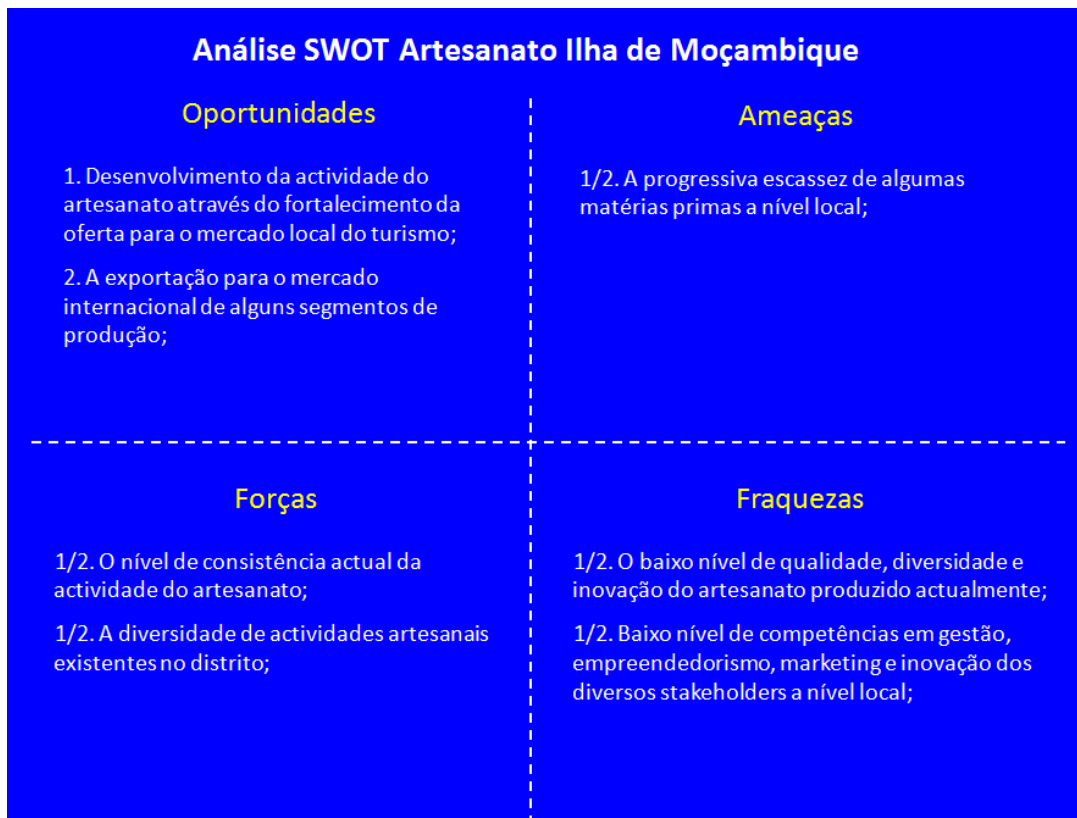 Análise SWOT Artesanato Ilha de Moçambique
Oportunidades
1. Desenvolvimento da actividade do
artesanato através do fortalecimento da
oferta para o mercado local do turismo;
2. A exportação para o mercado
internacional de alguns segmentos de
produção;
Ameaças
1/2. A progressiva escassez de algumas
matérias primas a nível local;
Forças
1/2. O nível de consistência actual da
actividade do artesanato;
1/2. A diversidade de actividades artesanais
existentes no distrito;
Fraquezas
1/2. O baixo nível de qualidade, diversidade e
inovação do artesanato produzido actualmente;
1/2. Baixo nível de competências em gestão,
empreendedorismo, marketing e inovação dos
diversos stakeholders a nível local;